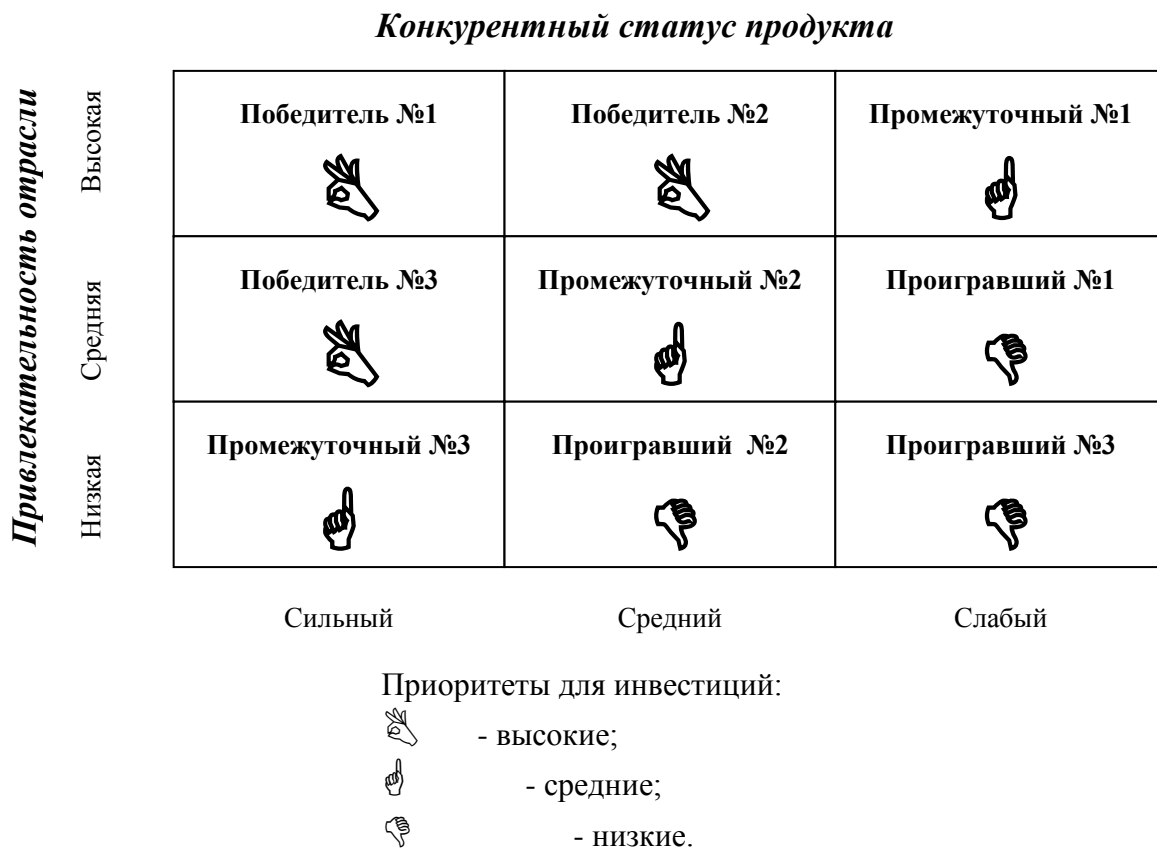 Конкурентный статус продукта
Привлекательность отрасли
Высокая
Победитель №1
Победитель №2
Промежуточный №1
Средняя
Победитель №3
Промежуточный №2
Проигравший №1
Низкая
Промежуточный №3
Проигравший №2
Проигравший №3
Сильный
Средний
Слабый
Приоритеты для инвестиций:
- высокие;
- средние;
- низкие.